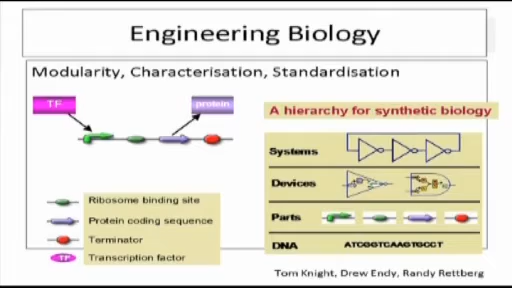 Engineering Biology
Modularity, Characterisation, Standardisation
TF
protein
A hierarchy for synthetic biology
Systems
Devices
Parts
DNA ATCGGTCAAGTGCCT
Ribosome binding site
Protein coding sequence
Terminator
TF Transcription factor
Tom Knight, Drew Endy, Randy Rettberg